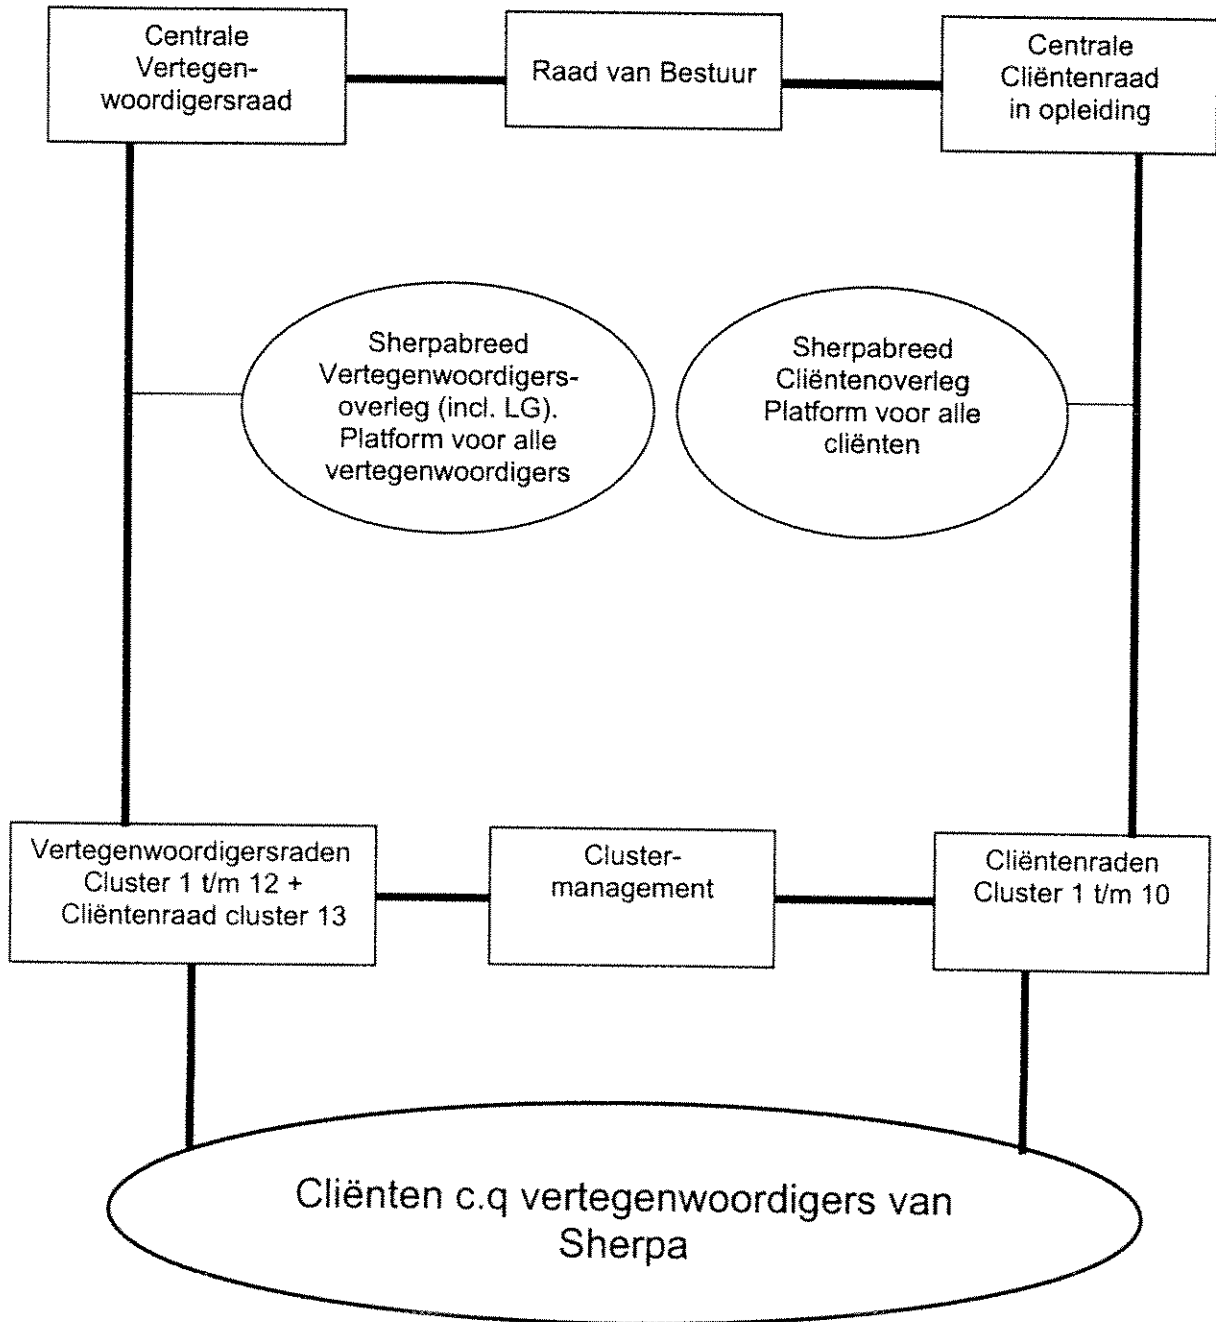 Centrale
Vertegen-
woordigersraad
Raad van Bestuur
Centrale
Cliëntenraad
in opleiding
Sherpabreed
Vertegenwoordigers-
overleg (incl. LG).
Platform voor alle
vertegenwoordigers
Sherpabreed
Cliëntenoverleg
Platform voor alle
cliënten
Vertegenwoordigersraden
Cluster 1 t/m 12 +
Cliëntenraad cluster 13
Cluster-
management
Cliëntenraden
Cluster 1 t/m 10
Cliënten c.q vertegenwoordigers van
Sherpa